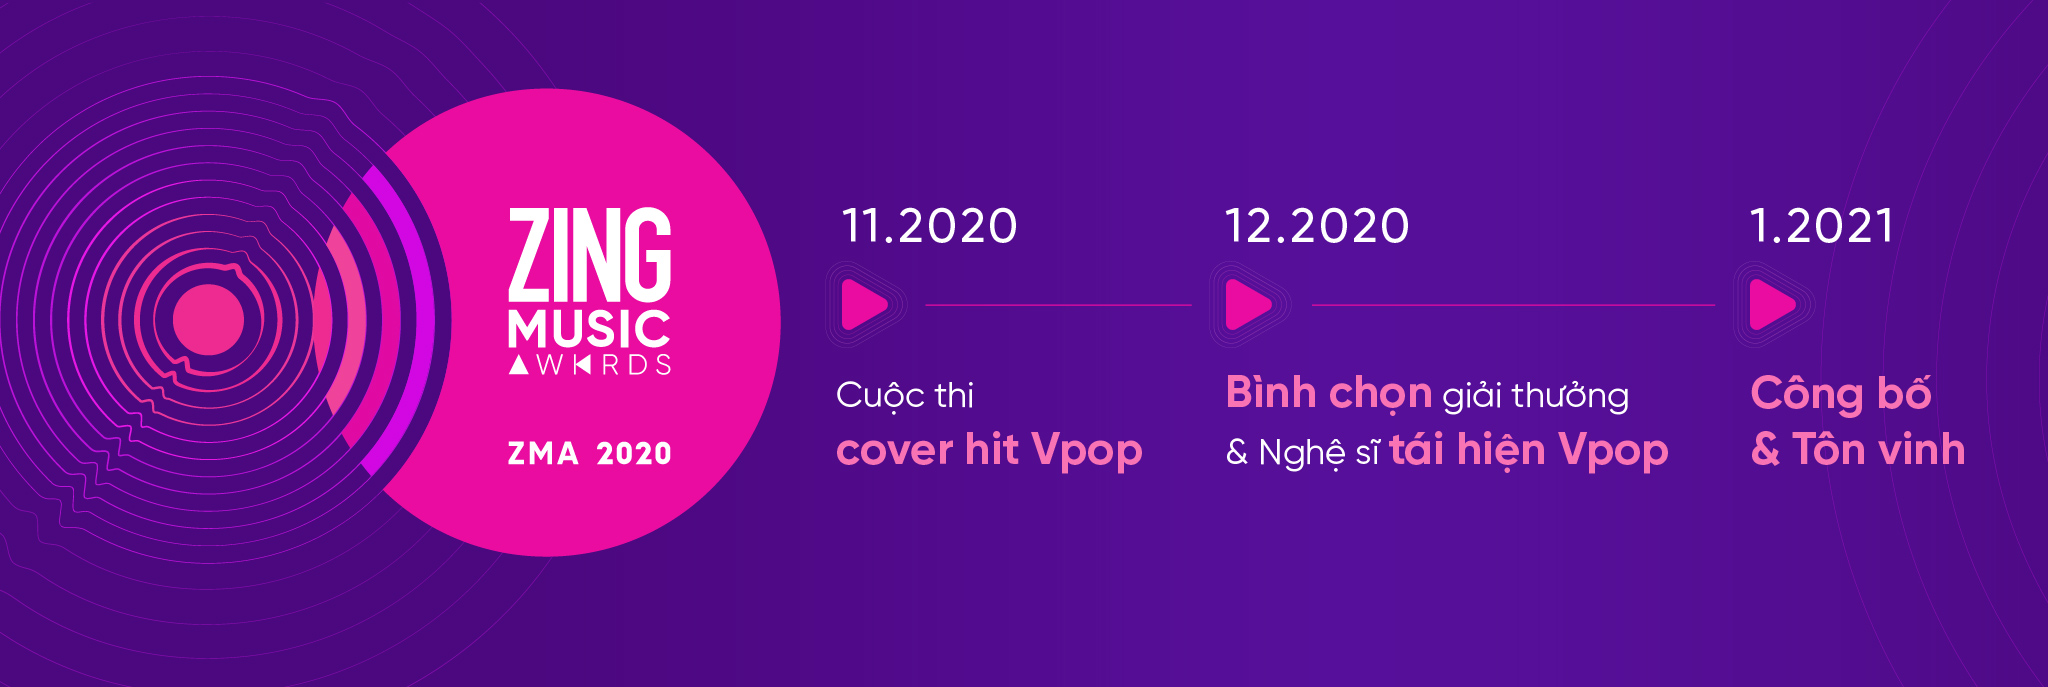 ZING
MUSIC
AWARDS
ZMA 2020
11.2020
Cuộc thi
cover hit Vpop
12.2020
Bình chọn giải thưởng
& Nghệ sĩ tái hiện Vpop
1.2021
Công bố
& Tôn vinh